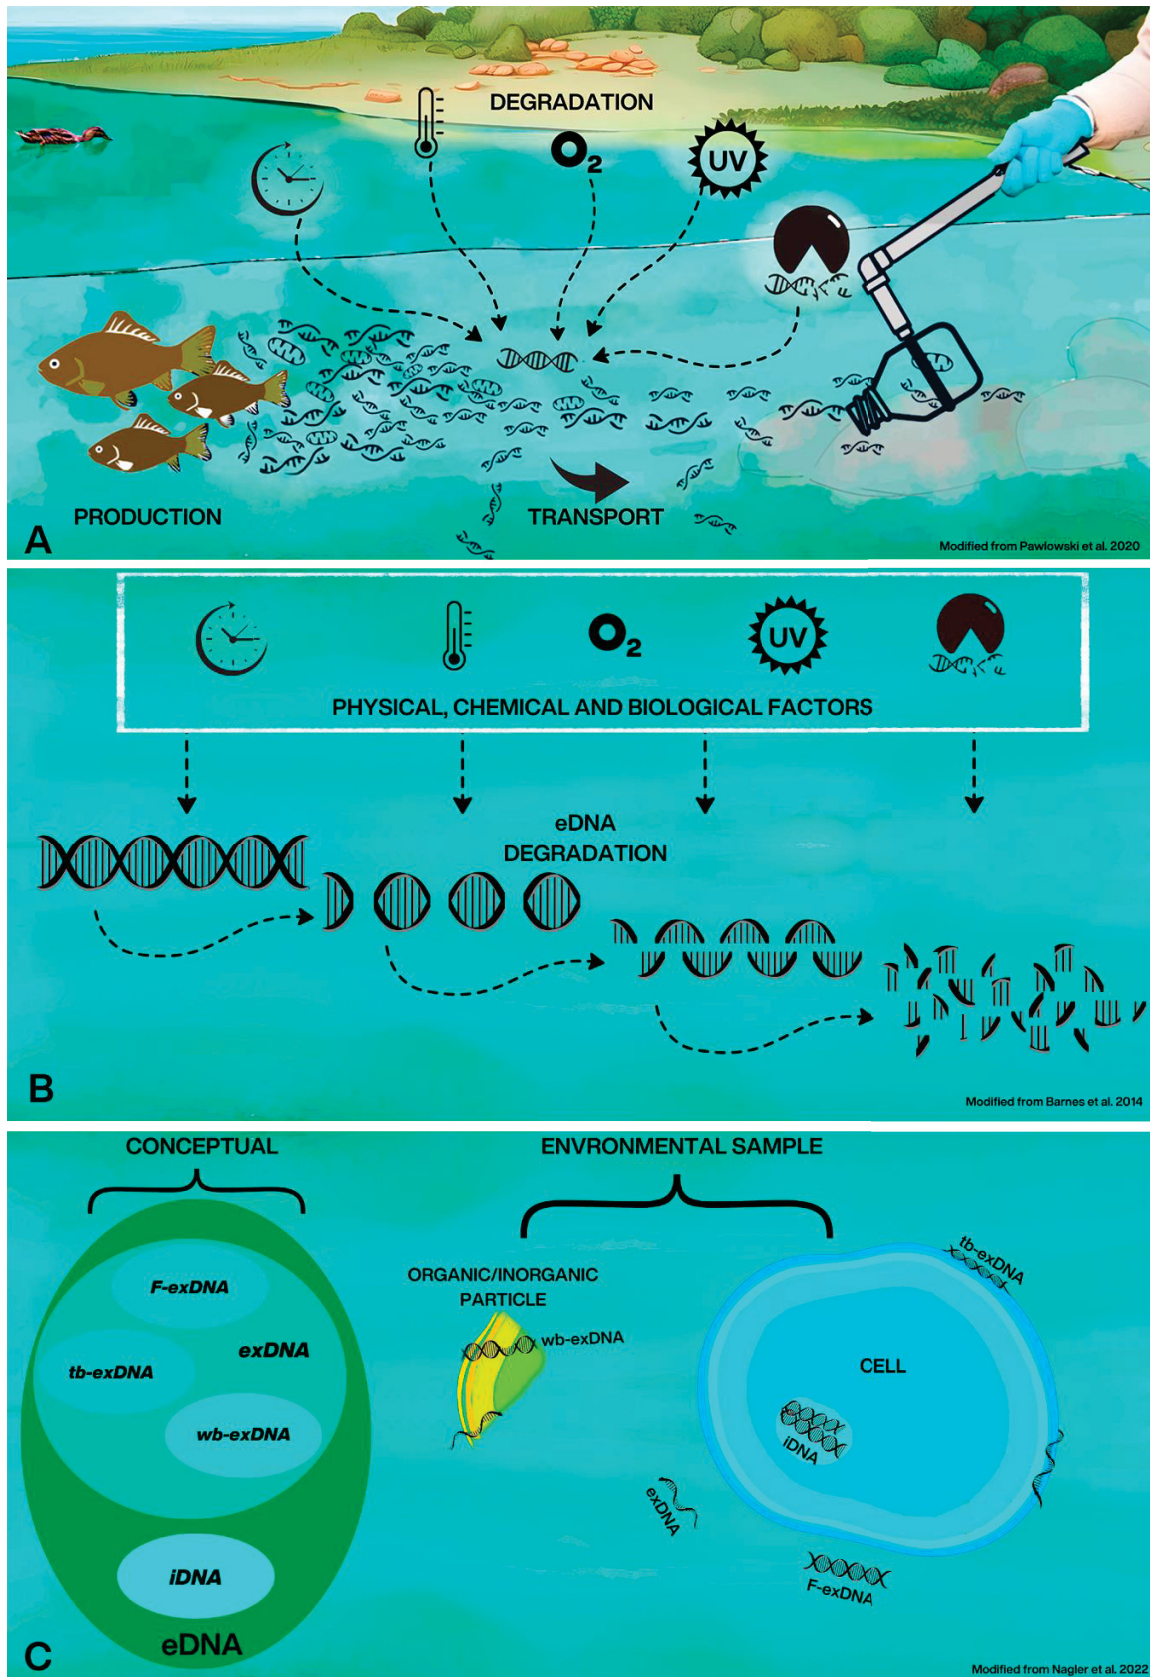 DEGRADATION
O2
UV
PRODUCTION
TRANSPORT
A
Modified from Pawlowski et al. 2020
O2
UV
PHYSICAL, CHEMICAL AND BIOLOGICAL FACTORS
eDNA
DEGRADATION
B
Modified from Barnes et al. 2014
CONCEPTUAL
ENVRONMENTAL SAMPLE
F-exDNA
exDNA
tb-exDNA
wb-exDNA
iDNA
eDNA
ORGANIC/INORGANIC
PARTICLE
wb-exDNA
tb-exDNA
CELL
iDNA
exDNA
F-exDNA
C
Modified from Nagler et al. 2022